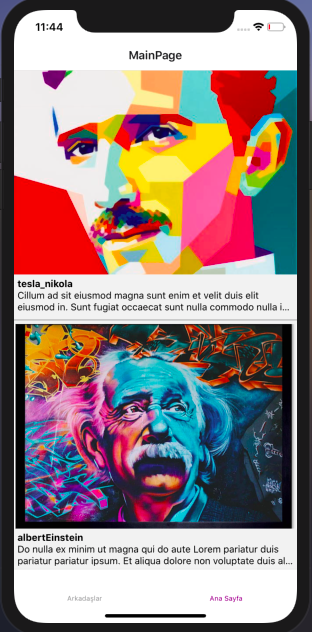 11:44
MainPage
tesla_nikola
Cillum ad sit eiusmod magna sunt enim et velit duis elit
eiusmod in. Sunt fugiat occaecat sunt nulla commodo nulla i...
albertEinstein
Do nulla ex minim ut magna qui do aute Lorem pariatur duis
pariatur pariatur ipsum. Et aliqua dolore non voluptate duis al...
Arkadaşlar Ana Sayfa